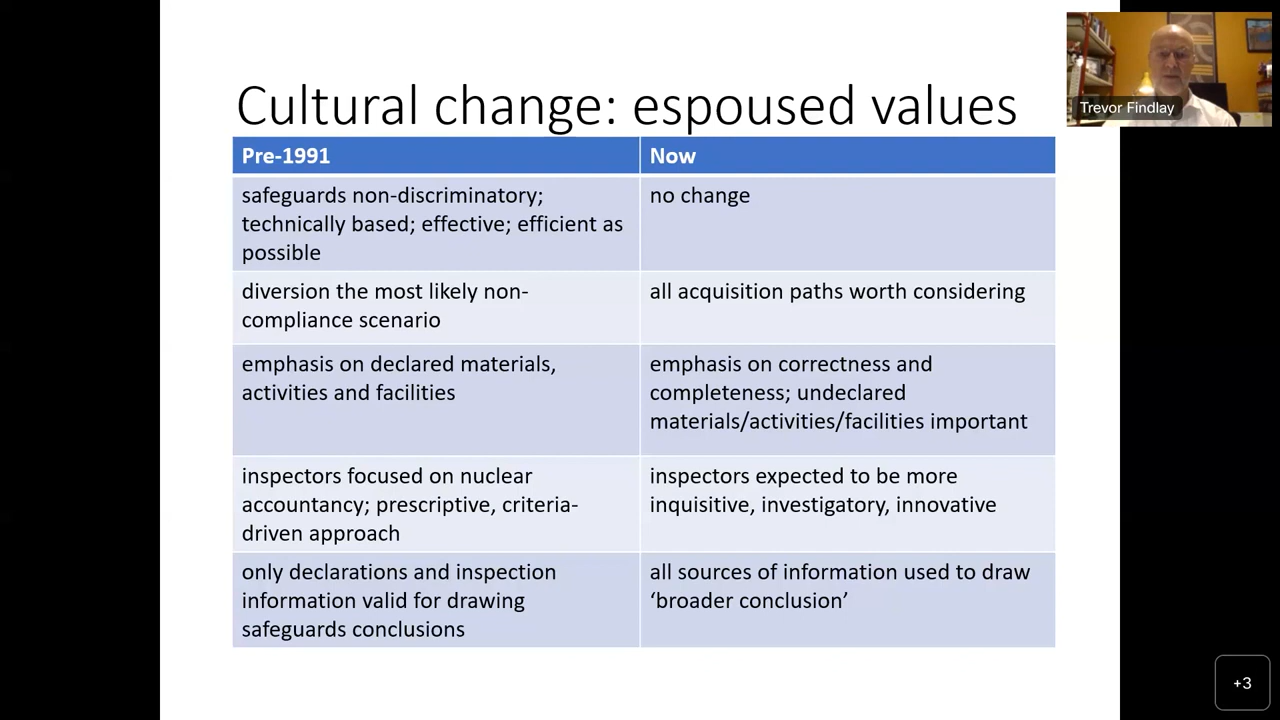 Cultural change: espoused values
Trevor Findlay
Pre-1991
Now
safeguards non-discriminatory;
technically based; effective; efficient as
possible
no change
diversion the most likely non-
compliance scenario
all acquisition paths worth considering
emphasis on declared materials,
activities and facilities
emphasis on correctness and
completeness; undeclared
materials/activities/facilities important
inspectors focused on nuclear
accountancy; prescriptive, criteria-
driven approach
inspectors expected to be more
inquisitive, investigatory, innovative
only declarations and inspection
information valid for drawing
safeguards conclusions
all sources of information used to draw
‘broader conclusion’
+3